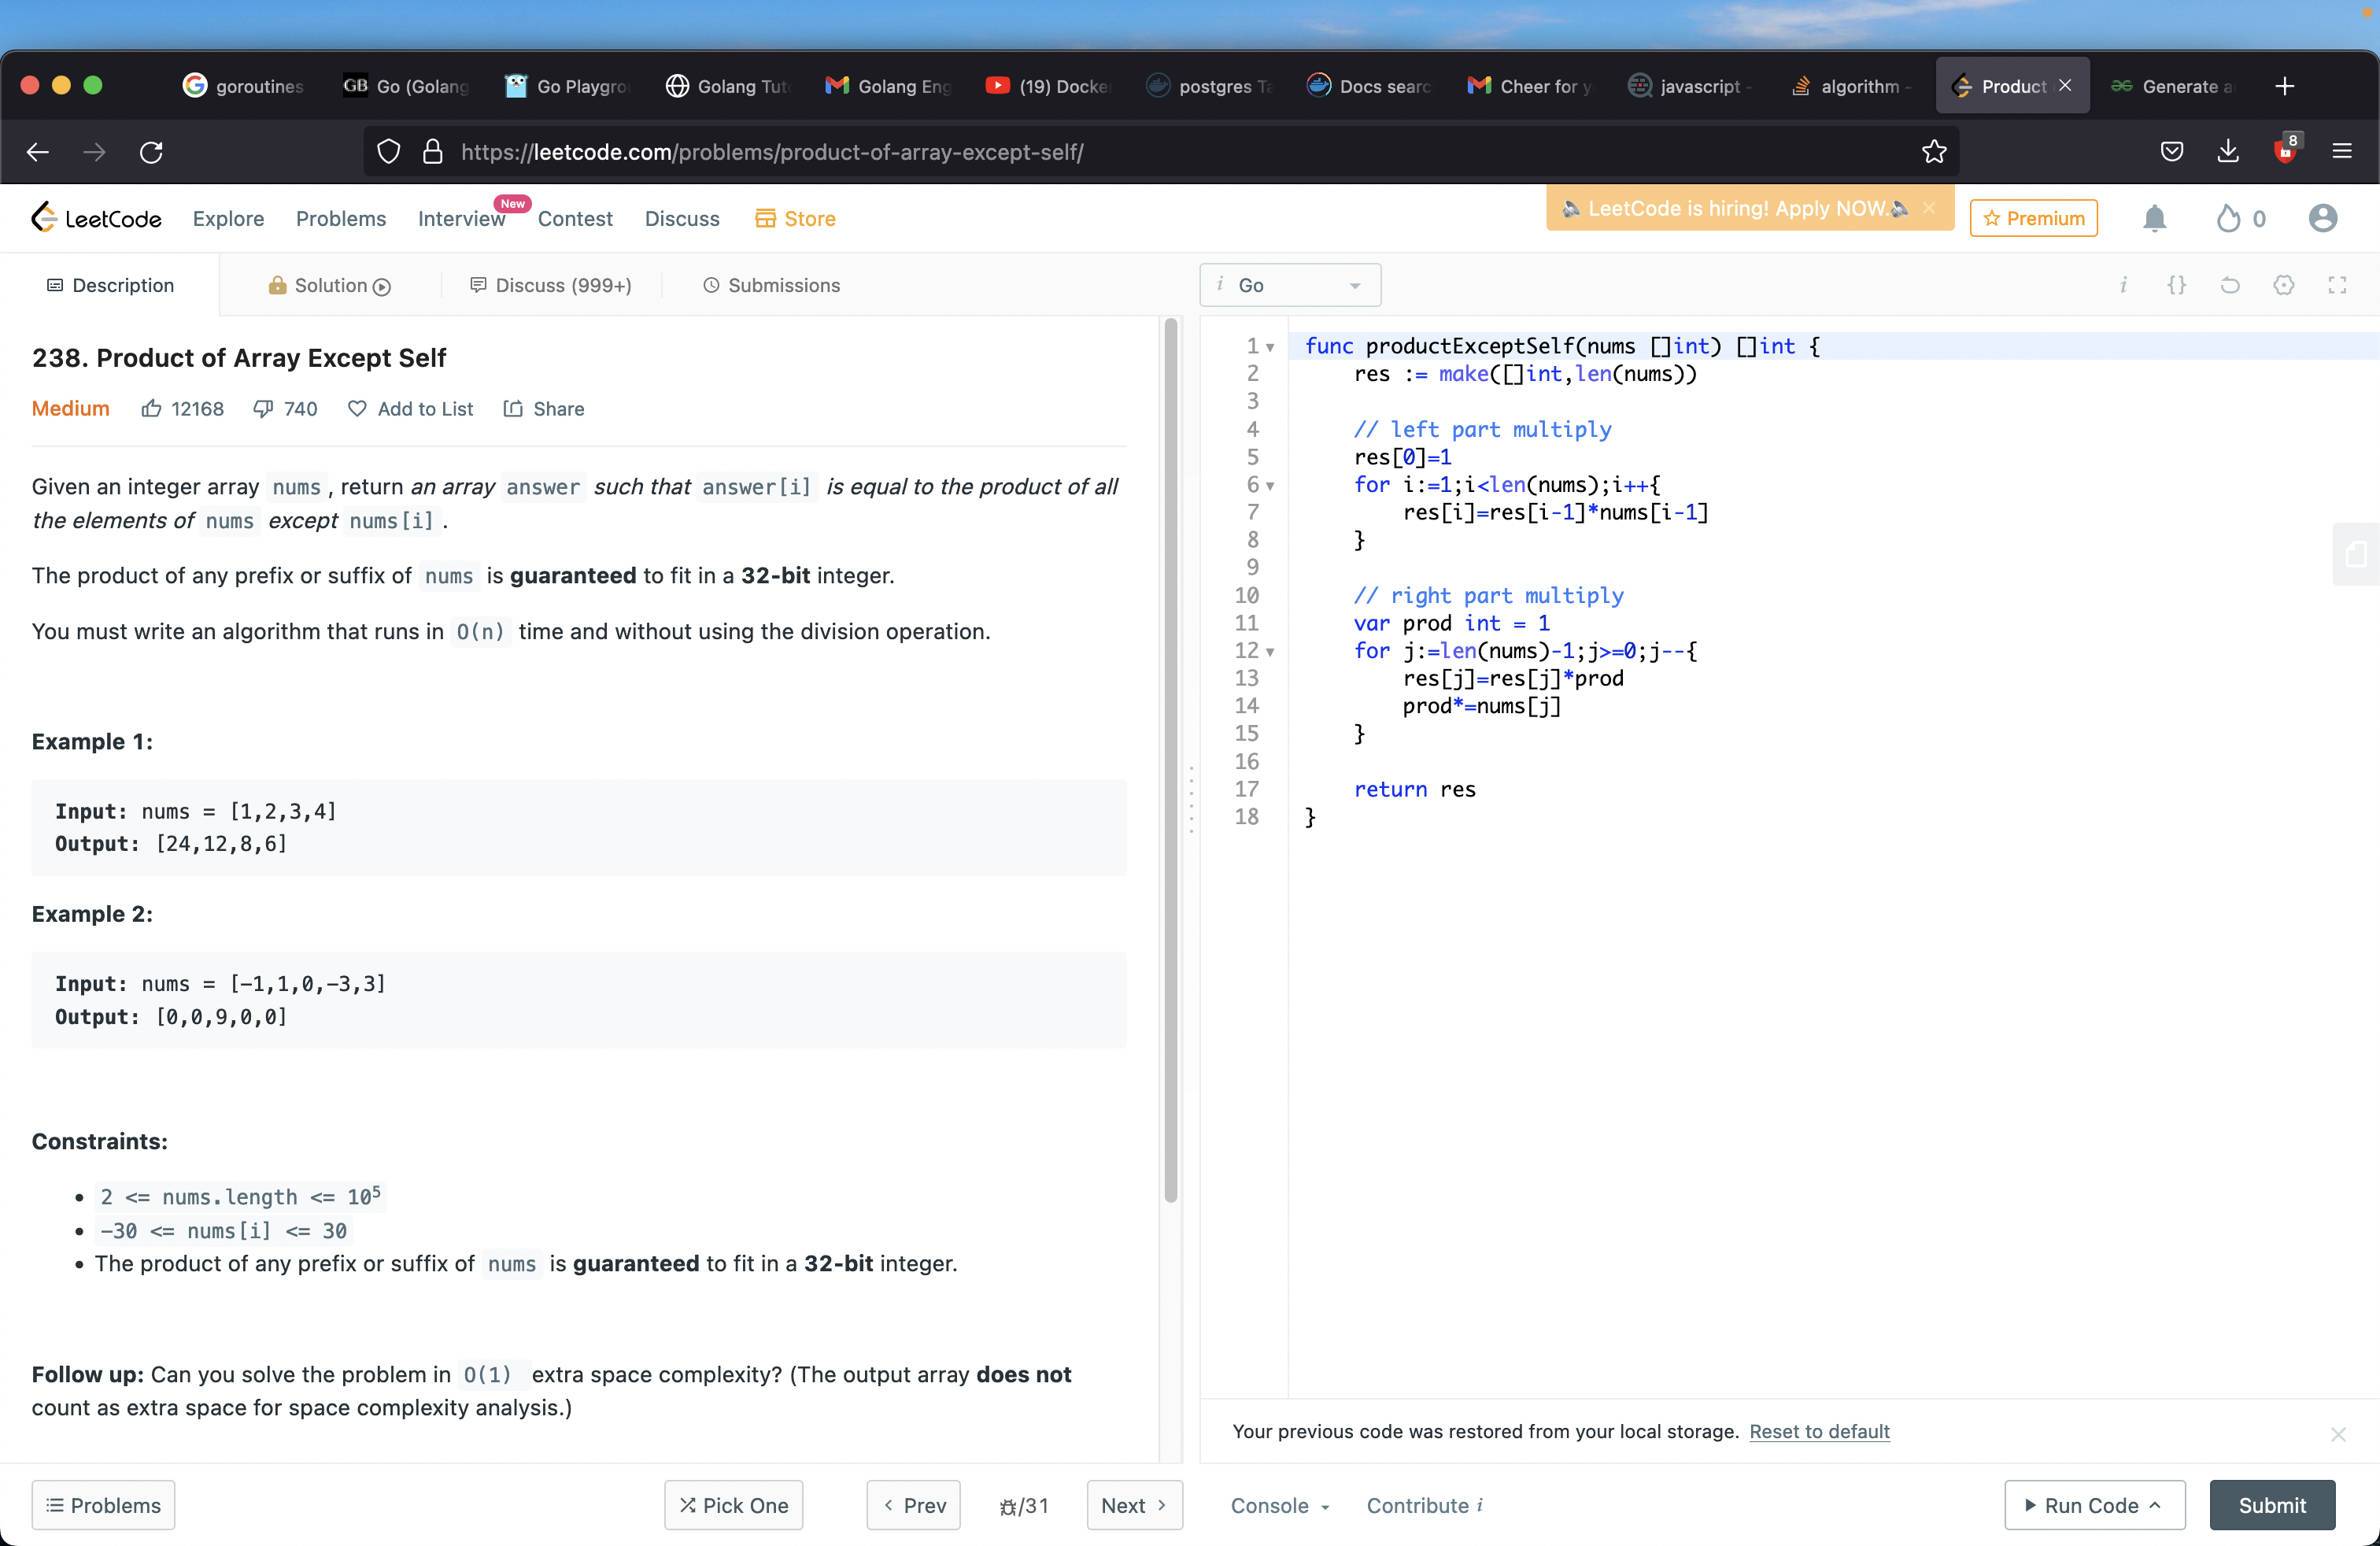 goroutines
GB Go (Golang
Go Playgro
Golang Tut
Golang Eng
(19) Docke
postgres Ta
Docs searc
Cheer for y
javascript -
algorithm -
Product
Generate a
https://leetcode.com/problems/product-of-array-except-self/
8
LeetCode
Explore
Problems
Interview
New
Contest
Discuss
Store
LeetCode is hiring! Apply NOW.
Premium
0
Description
Solution
Discuss (999+)
Submissions
i Go
i {}
238. Product of Array Except Self
Medium 12168 740 Add to List Share
Given an integer array nums, return an array answer such that answer[i] is equal to the product of all
the elements of nums except nums[i].
The product of any prefix or suffix of nums is guaranteed to fit in a 32-bit integer.
You must write an algorithm that runs in O(n) time and without using the division operation.
Example 1:
Input: nums = [1,2,3,4]
Output: [24,12,8,6]
Example 2:
Input: nums = [-1,1,0,-3,3]
Output: [0,0,9,0,0]
Constraints:
• 2 <= nums.length <= 10⁵
• -30 <= nums[i] <= 30
• The product of any prefix or suffix of nums is guaranteed to fit in a 32-bit integer.
Follow up: Can you solve the problem in O(1) extra space complexity? (The output array does not
count as extra space for space complexity analysis.)
1 func productExceptSelf(nums []int) []int {
2 res := make([]int,len(nums))
3
4 // left part multiply
5 res[0]=1
6 for i:=1;i<len(nums);i++{
7 res[i]=res[i-1]*nums[i-1]
8 }
9
10 // right part multiply
11 var prod int = 1
12 for j:=len(nums)-1;j>=0;j--{
13 res[j]=res[j]*prod
14 prod*=nums[j]
15 }
16
17 return res
18 }
Your previous code was restored from your local storage. Reset to default
Problems
Pick One
Prev
/31
Next
Console
Contribute i
Run Code
Submit